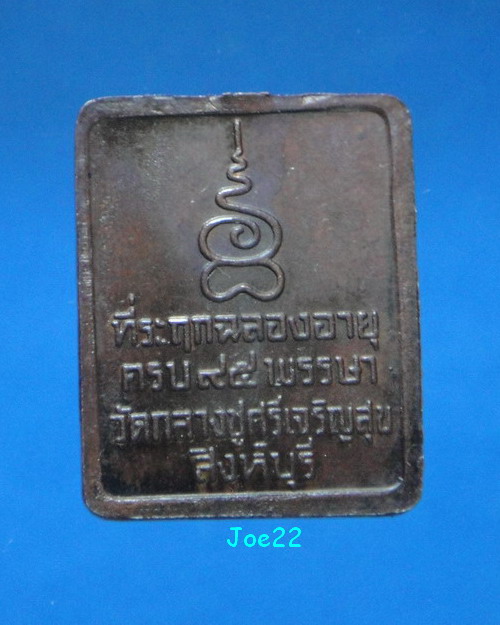 ที่ระฤกฉลองอายุ
ครบ ๙๕ พรรษา
วัดกลางชูศรีเจริญสุข
สิงห์บุรี
Joe22